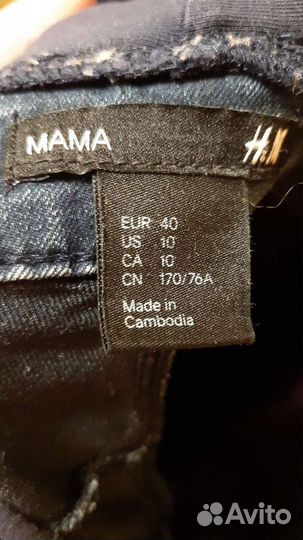 MAMA
H&M
EUR 40
US 10
CA 10
CN 170/76A
Made in
Cambodia
Avito